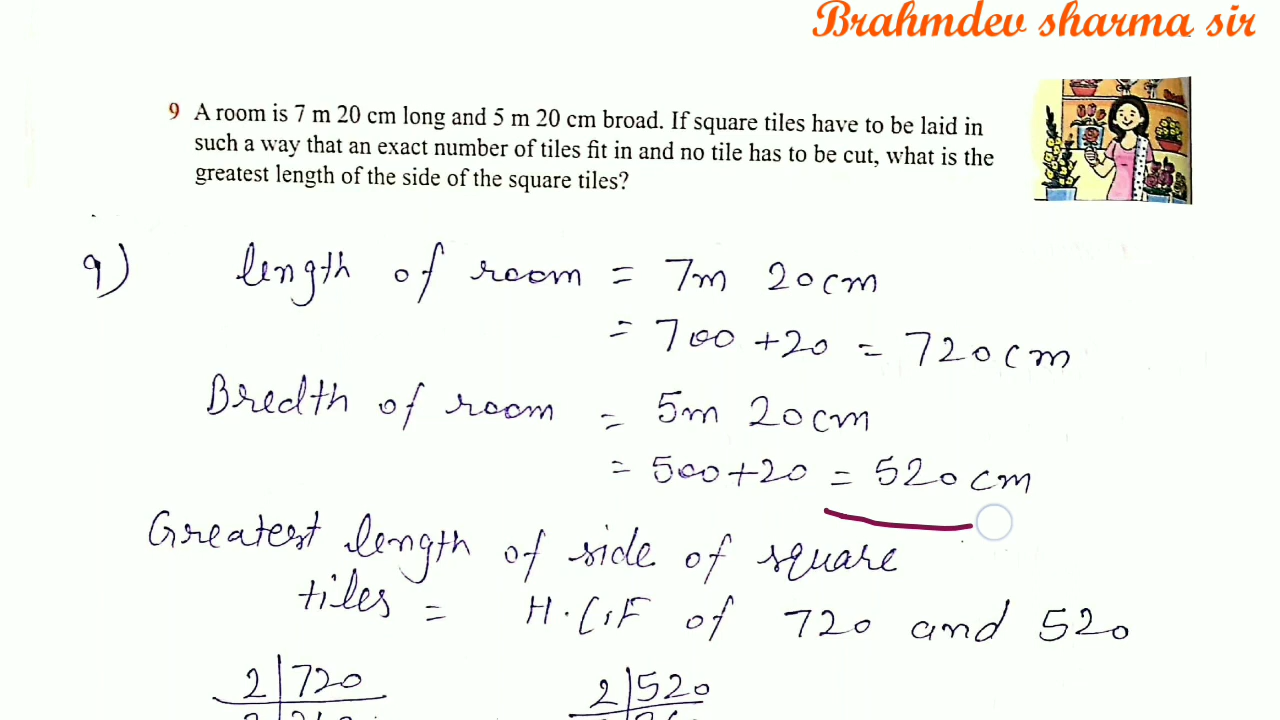 Brahmdev sharma sir
9 A room is 7 m 20 cm long and 5 m 20 cm broad. If square tiles have to be laid in
such a way that an exact number of tiles fit in and no tile has to be cut, what is the
greatest length of the side of the square tiles?
9) length of room = 7m 20cm
= 700 +20 = 720cm
Bredth of room = 5m 20cm
= 500+20 = 520cm
Greatest length of side of square
tiles = H.C.F of 720 and 520
2 720
2 520